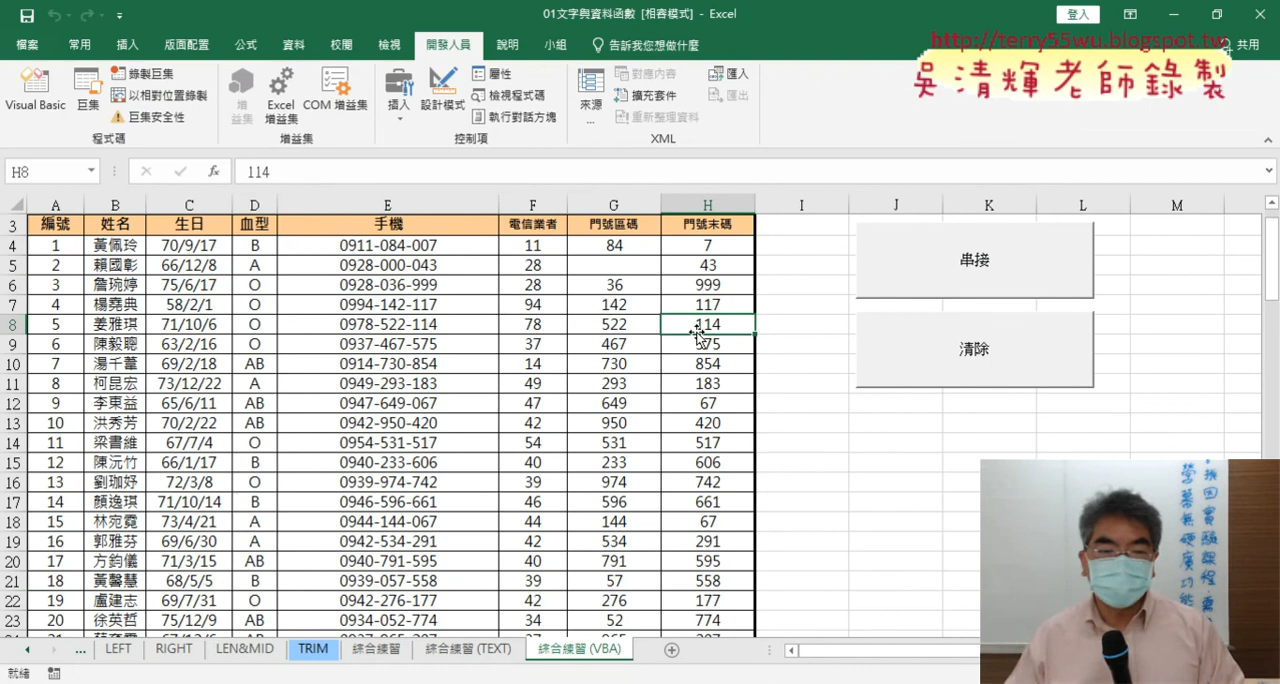 01文字與資料函數 [相容模式] - Excel
登入
檔案 常用 插入 版面配置 公式 資料 校閱 檢視 開發人員 說明 小組 告訴我您想做什麼 共用
http://terry55wu.blogspot.tw
吳清輝老師錄製
Visual Basic 巨集 錄製巨集 以相對位置錄製 巨集安全性 程式碼
增益集 Excel 增益集 COM 增益集 增益集
插入 設計模式 屬性 檢視程式碼 執行對話方塊 控制項
來源 對應內容 擴充套件 重新整理資料 匯入 匯出 XML
H8 fx 114
A B C D E F G H I J K L M
3 編號 姓名 生日 血型 手機 電信業者 門號區碼 門號末碼
4 1 黃佩玲 70/9/17 B 0911-084-007 11 84 7
5 2 賴國彰 66/12/8 A 0928-000-043 28 43
6 3 詹琬婷 75/6/17 O 0928-036-999 28 36 999
7 4 楊堯典 58/2/1 O 0994-142-117 94 142 117
8 5 姜雅琪 71/10/6 O 0978-522-114 78 522 114
9 6 陳毅聰 63/2/16 O 0937-467-575 37 467 575
10 7 湯千葦 69/2/18 AB 0914-730-854 14 730 854
11 8 柯昆宏 73/12/22 A 0949-293-183 49 293 183
12 9 李東益 65/6/11 AB 0947-649-067 47 649 67
13 10 洪秀芳 70/2/22 AB 0942-950-420 42 950 420
14 11 梁書維 67/7/4 O 0954-531-517 54 531 517
15 12 陳沅竹 66/1/17 B 0940-233-606 40 233 606
16 13 劉珈妤 72/3/8 O 0939-974-742 39 974 742
17 14 顏逸琪 71/10/14 B 0946-596-661 46 596 661
18 15 林宛霓 73/4/21 A 0944-144-067 44 144 67
19 16 郭雅芬 69/6/30 A 0942-534-291 42 534 291
20 17 方鈞儀 71/3/15 AB 0940-791-595 40 791 595
21 18 黃馨慧 68/5/5 B 0939-057-558 39 57 558
22 19 盧建志 69/7/31 O 0942-276-177 42 276 177
23 20 徐英哲 75/12/9 AB 0934-052-774 34 52 774
串接
清除
... LEFT RIGHT LEN&MID TRIM 綜合練習 綜合練習 (TEXT) 綜合練習 (VBA)
就緒